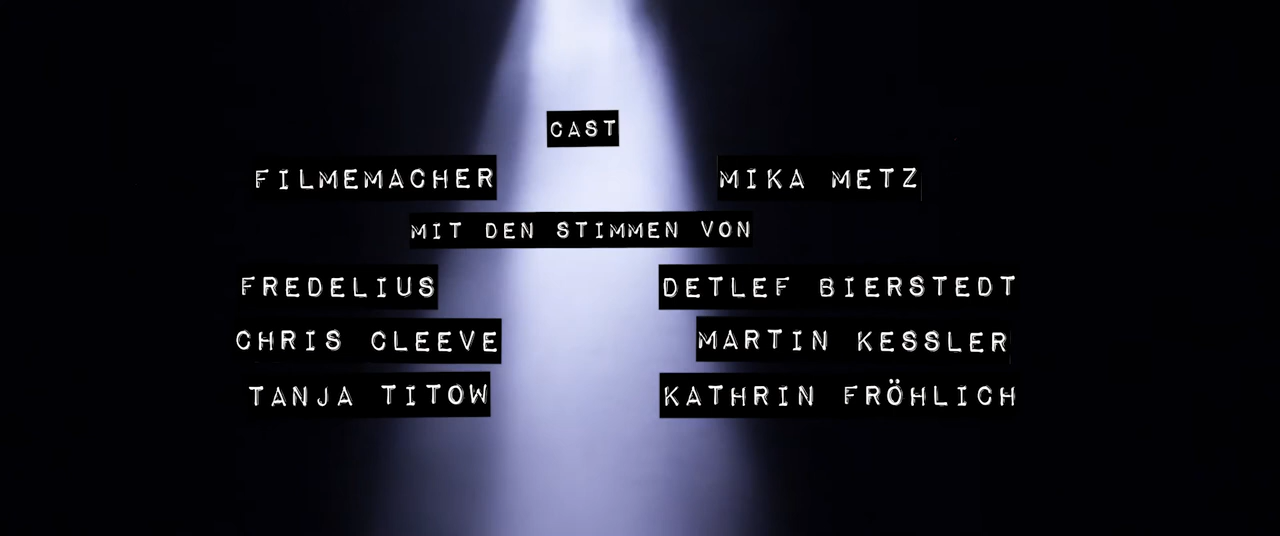 CAST
FILMEMACHER MIKA METZ
MIT DEN STIMMEN VON
FREDELIUS DETLEF BIERSTEDT
CHRIS CLEEVE MARTIN KESSLER
TANJA TITOW KATHRIN FRÖHLICH